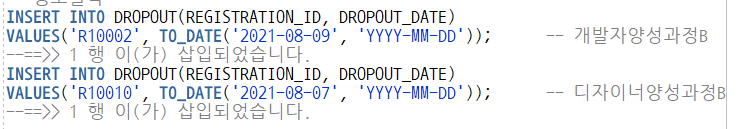 INSERT INTO DROPOUT(REGISTRATION_ID, DROPOUT_DATE)
VALUES('R10002', TO_DATE('2021-08-09', 'YYYY-MM-DD'));      -- 개발자양성과정B
--==>> 1 행 이(가) 삽입되었습니다.
INSERT INTO DROPOUT(REGISTRATION_ID, DROPOUT_DATE)
VALUES('R10010', TO_DATE('2021-08-07', 'YYYY-MM-DD'));      -- 디자이너양성과정B
--==>> 1 행 이(가) 삽입되었습니다.